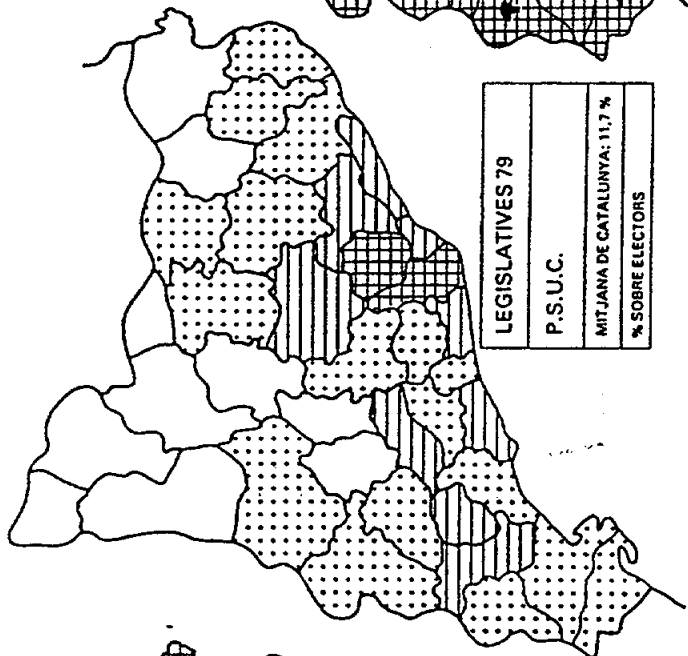 LEGISLATIVES 79
P.S.U.C.
MITJANA DE CATALUNYA: 11,7 %
% SOBRE ELECTORS